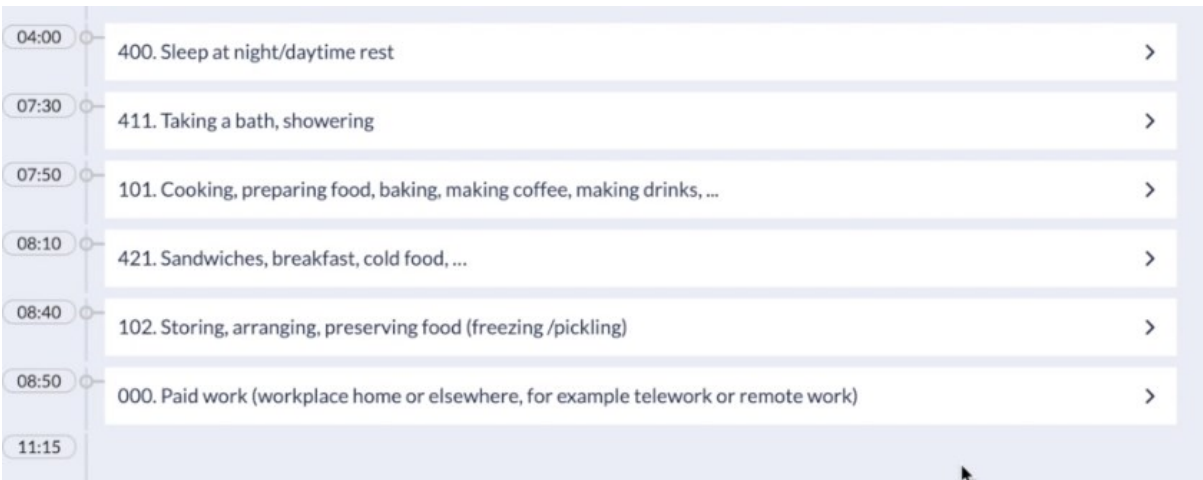 04:00
400. Sleep at night/daytime rest
07:30
411. Taking a bath, showering
07:50
101. Cooking, preparing food, baking, making coffee, making drinks, ...
08:10
421. Sandwiches, breakfast, cold food, ...
08:40
102. Storing, arranging, preserving food (freezing /pickling)
08:50
000. Paid work (workplace home or elsewhere, for example telework or remote work)
11:15